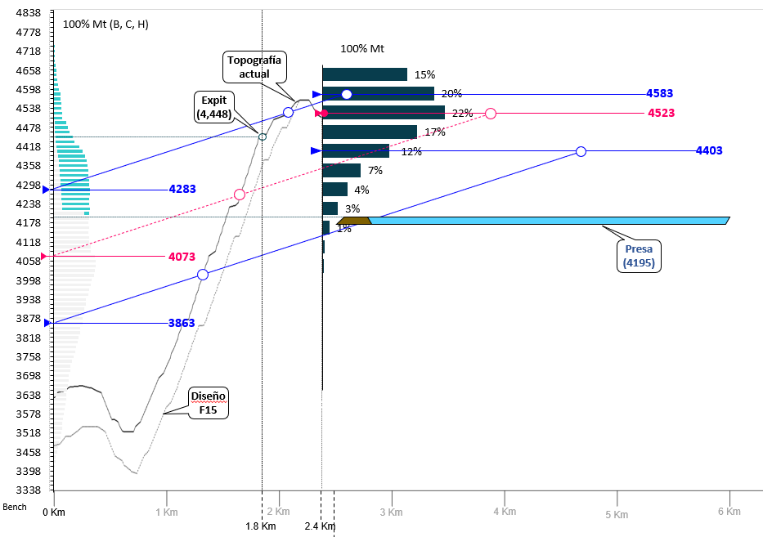 4838
100% Mt (B, C, H)
4778
4718
100% Mt
Topografía
actual
4658
15%
4598
20%
4583
Expit
(4,448)
4538
22%
4523
4478
17%
4418
12%
4403
4358
7%
4298
4283
4%
4238
3%
4178
1%
Presa
(4195)
4118
4073
4058
3998
3938
3878
3863
3818
3758
3698
3638
Diseño
F15
3578
3518
3458
3398
3338
Bench
0 Km
1 Km
2 Km
3 Km
4 Km
5 Km
6 Km
1.8 Km
2.4 Km